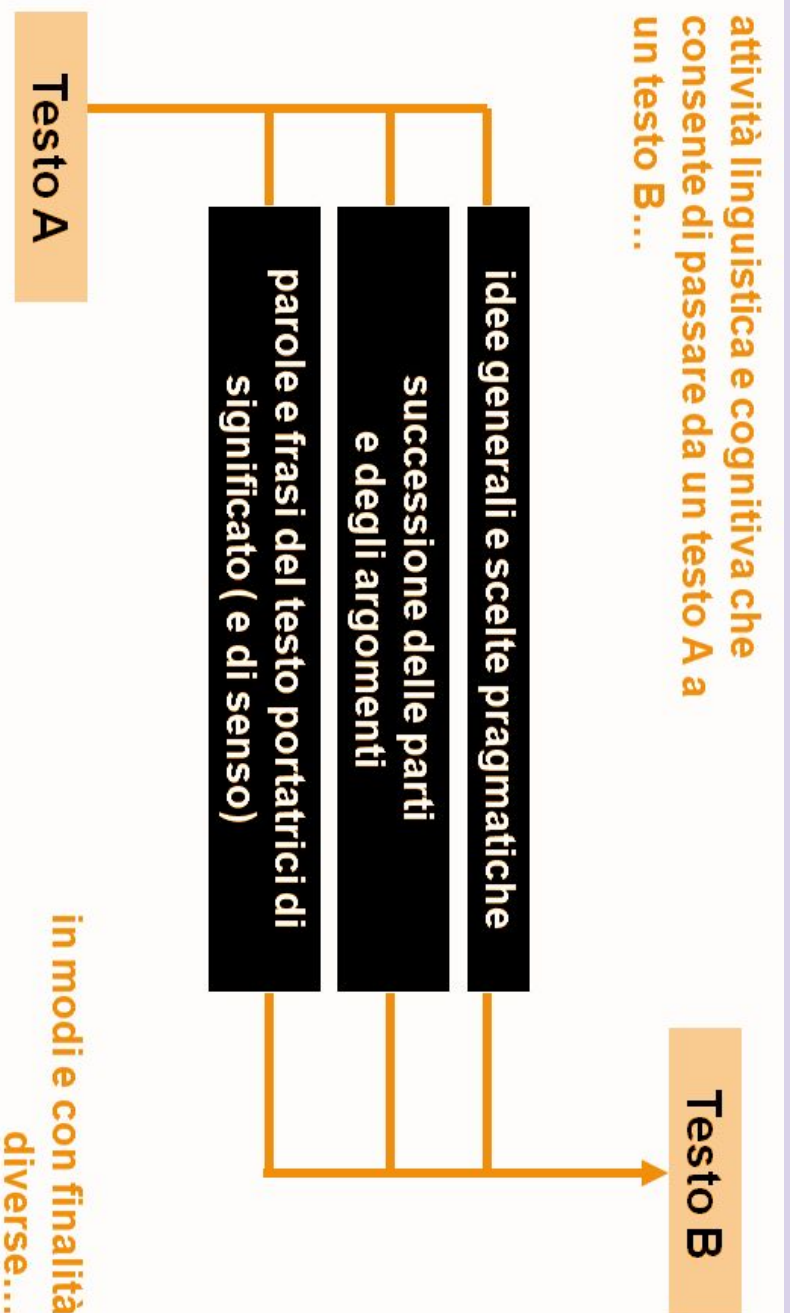 attività linguistica e cognitiva che
consente di passare da un testo A a
un testo B...
Testo B
idee generali e scelte pragmatiche
successione delle parti
e degli argomenti
parole e frasi del testo portatrici di
significato ( e di senso)
Testo A
in modi e con finalità
diverse...